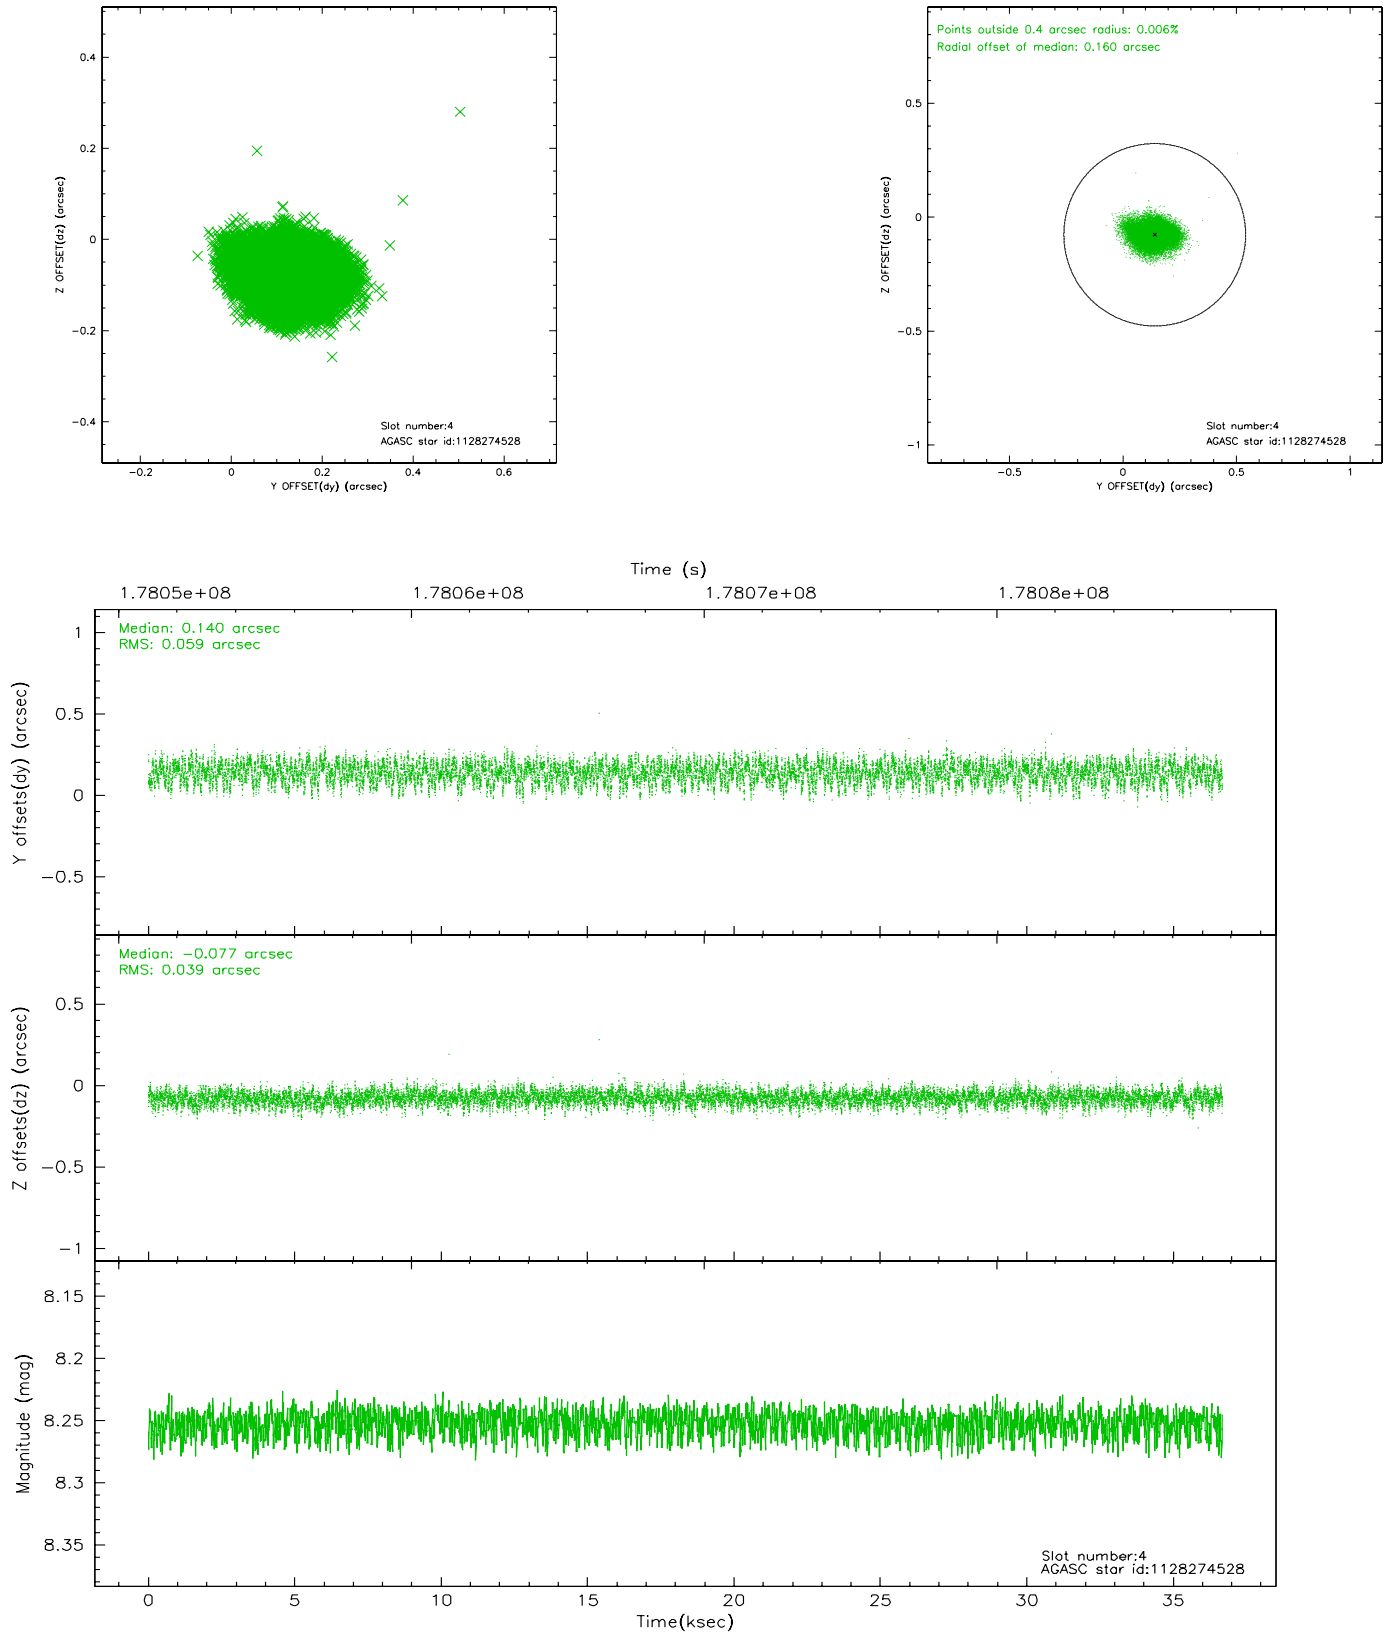 0.4
0.2
0
−0.2
−0.4
Z OFFSET(dz) (arcsec)
Slot number:4
AGASC star id:1128274528
−0.2 0 0.2 0.4 0.6
Y OFFSET(dy) (arcsec)
Points outside 0.4 arcsec radius: 0.006%
Radial offset of median: 0.160 arcsec
0.5
0
−0.5
−1
Z OFFSET(dz) (arcsec)
Slot number:4
AGASC star id:1128274528
−0.5 0 0.5 1
Y OFFSET(dy) (arcsec)
Time (s)
1.7805e+08 1.7806e+08 1.7807e+08 1.7808e+08
Median: 0.140 arcsec
RMS: 0.059 arcsec
1
0.5
0
−0.5
Y offsets(dy) (arcsec)
Median: −0.077 arcsec
RMS: 0.039 arcsec
0.5
0
−0.5
−1
Z offsets(dz) (arcsec)
8.15
8.2
8.25
8.3
8.35
Magnitude (mag)
Slot number:4
AGASC star id:1128274528
0 5 10 15 20 25 30 35
Time(ksec)